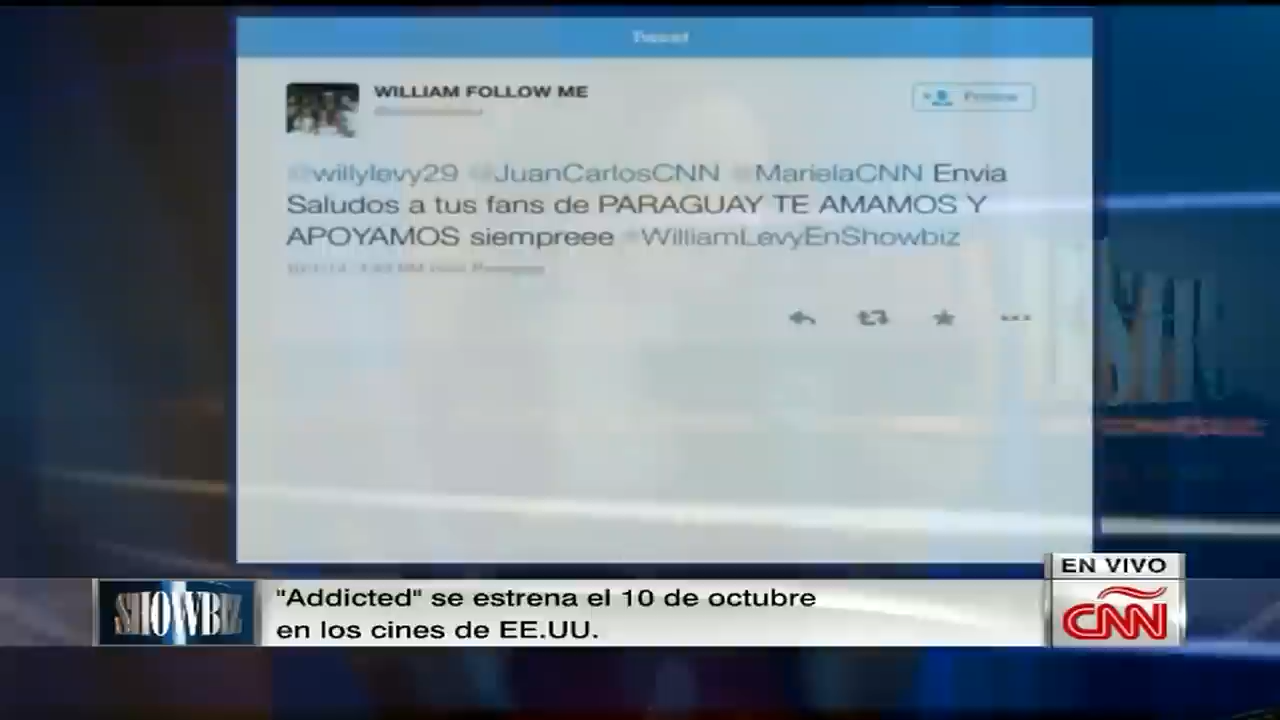 Tweet
WILLIAM FOLLOW ME
@willylevy29 @JuanCarlosCNN @MarielaCNN Envia
Saludos a tus fans de PARAGUAY TE AMAMOS Y
APOYAMOS siempreee #WilliamLevyEnShowbiz
EN VIVO
SHOWBIZ
"Addicted" se estrena el 10 de octubre
en los cines de EE.UU.
CNN